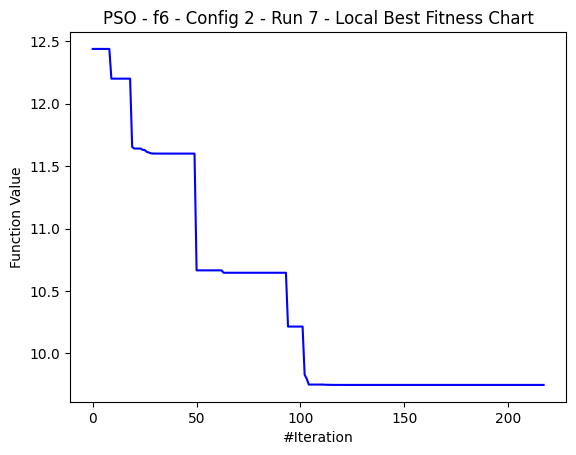 PSO - f6 - Config 2 - Run 7 - Local Best Fitness Chart
12.5
12.0
11.5
11.0
10.5
10.0
Function Value
0 50 100 150 200
#Iteration